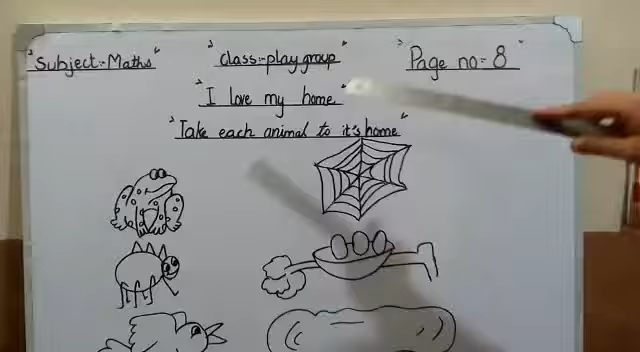 "Subject:- Maths" "Class:- play group" "Page no:- 8"
"I love my home"
"Take each animal to it's home"